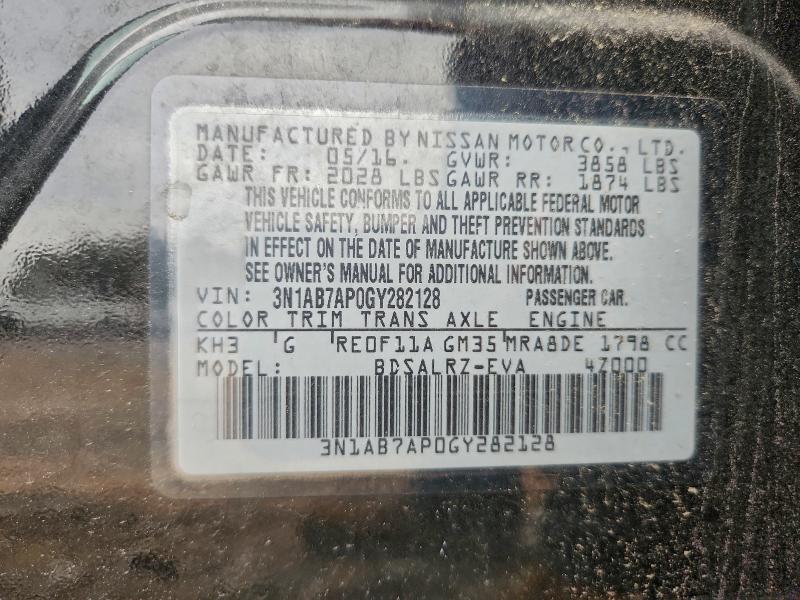 MANUFACTURED BY NISSAN MOTOR CO., LTD.
DATE: 05/16. GVWR: 3858 LBS
GAWR FR: 2028 LBS GAWR RR: 1874 LBS
THIS VEHICLE CONFORMS TO ALL APPLICABLE FEDERAL MOTOR
VEHICLE SAFETY, BUMPER AND THEFT PREVENTION STANDARDS
IN EFFECT ON THE DATE OF MANUFACTURE SHOWN ABOVE.
SEE OWNER'S MANUAL FOR ADDITIONAL INFORMATION.
VIN: 3N1AB7AP0GY282128 PASSENGER CAR.
COLOR TRIM TRANS AXLE ENGINE
KH3 'G 'RE0F11A GM35'MRA8DE 1798 CC
MODEL: BDSALRZ-EVA 4Z000
3N1AB7AP0GY282128